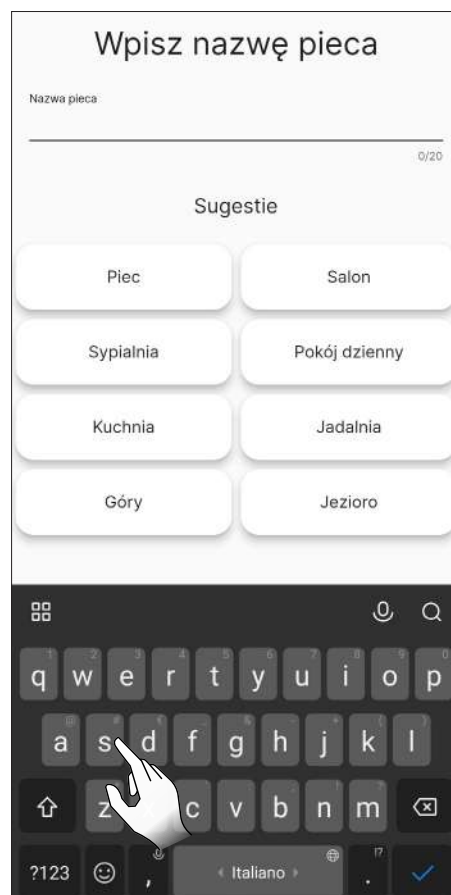 Wpisz nazwę pieca
Nazwa pieca
0/20
Sugestie
Piec Salon
Sypialnia Pokój dzienny
Kuchnia Jadalnia
Góry Jezioro
q w e r t y u i o p
a s d f g h j k l
z c v b n m
?123 , Italiano .